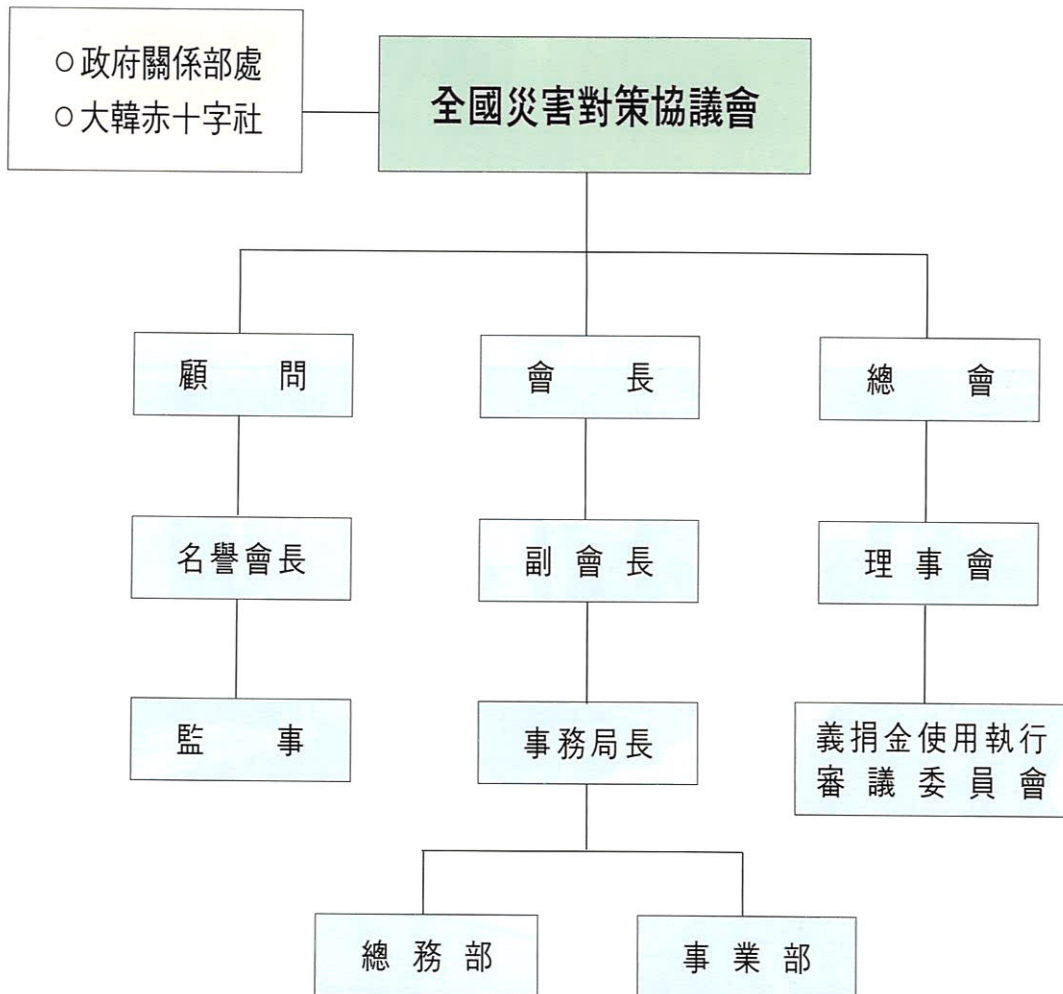 ○政府關係部處
○大韓赤十字社
全國災害對策協議會
顧問
會長
總會
名譽會長
副會長
理事會
監事
事務局長
義捐金使用執行
審議委員會
總務部
事業部